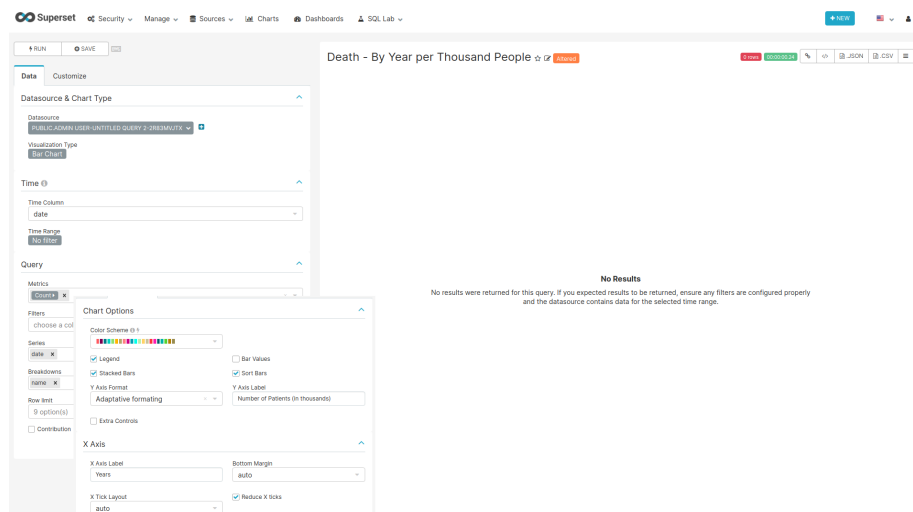 Superset Security Manage Sources Charts Dashboards SQL Lab + NEW
RUN SAVE
Death - By Year per Thousand People Altered 0 rows 00:00:00.24 .JSON .CSV
Data Customize
Datasource & Chart Type
Datasource
PUBLIC.ADMIN USER-UNTITLED QUERY 2-2R83MVJTX
Visualization Type
Bar Chart
Time
Time Column
date
Time Range
No filter
Query
Metrics
Count
Filters
choose a col
Series
date x
Breakdowns
name x
Row limit
9 option(s)
Contribution
Chart Options
Color Scheme
Legend Bar Values
Stacked Bars Sort Bars
Y Axis Format Y Axis Label
Adaptative formating Number of Patients (in thousands)
Extra Controls
X Axis
X Axis Label Bottom Margin
Years auto
X Tick Layout Reduce X ticks
auto
No Results
No results were returned for this query. If you expected results to be returned, ensure any filters are configured properly
and the datasource contains data for the selected time range.